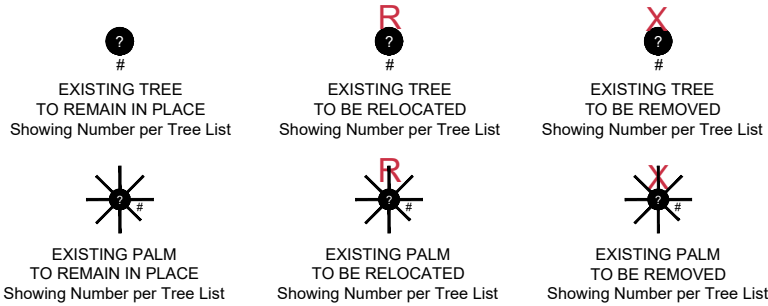 R X
? ? ?
# # #
EXISTING TREE EXISTING TREE EXISTING TREE
TO REMAIN IN PLACE TO BE RELOCATED TO BE REMOVED
Showing Number per Tree List Showing Number per Tree List Showing Number per Tree List
R X
? # ? # ? #
EXISTING PALM EXISTING PALM EXISTING PALM
TO REMAIN IN PLACE TO BE RELOCATED TO BE REMOVED
Showing Number per Tree List Showing Number per Tree List Showing Number per Tree List